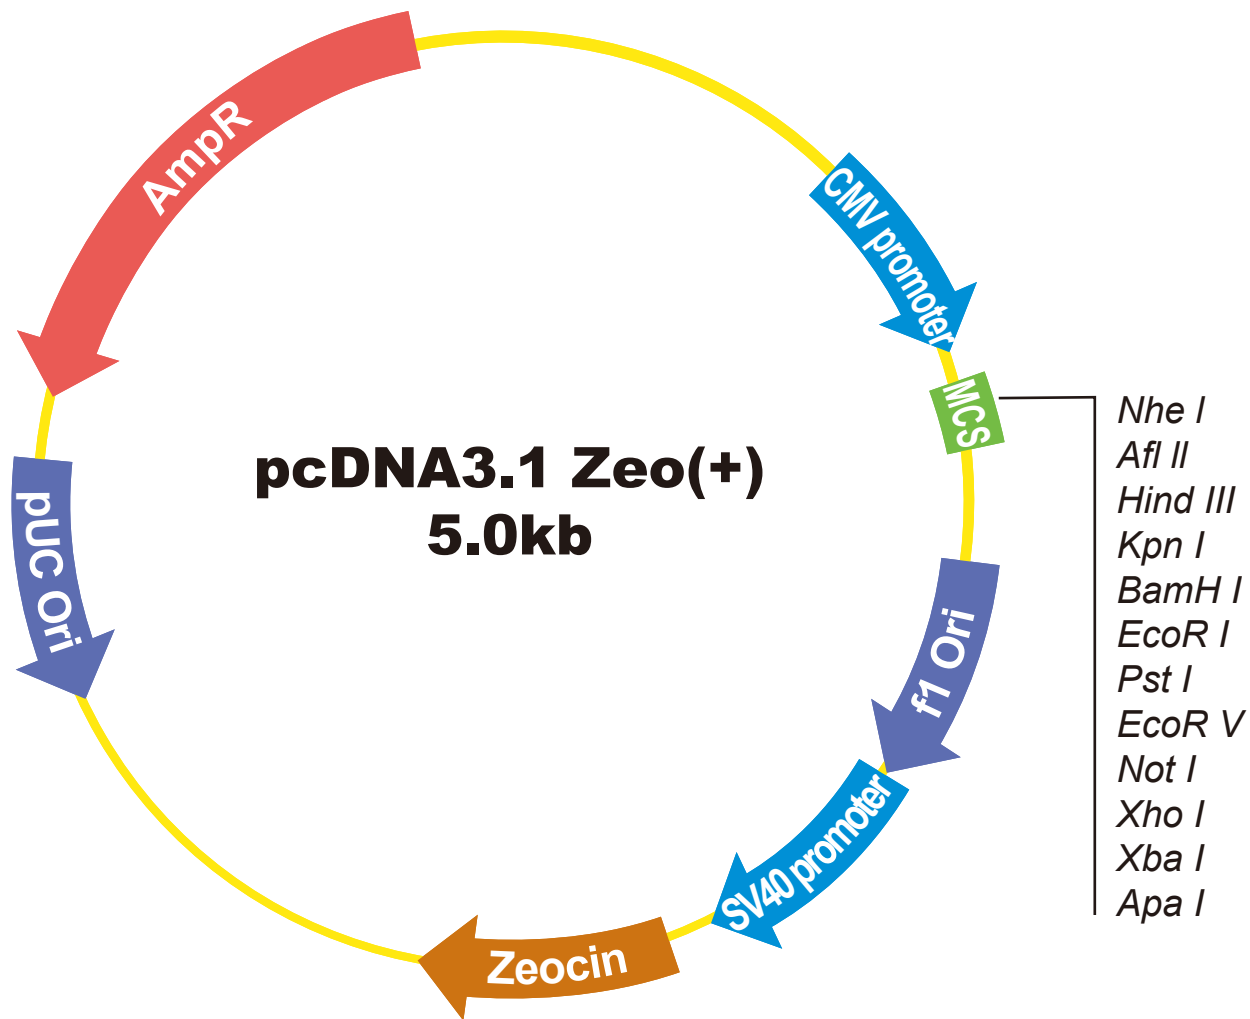 AmpR
CMV promoter
MCS
pcDNA3.1 Zeo(+)
5.0kb
Nhe I
Afl II
Hind III
Kpn I
BamH I
EcoR I
Pst I
EcoR V
Not I
Xho I
Xba I
Apa I
pUC Ori
f1 Ori
SV40 promoter
Zeocin